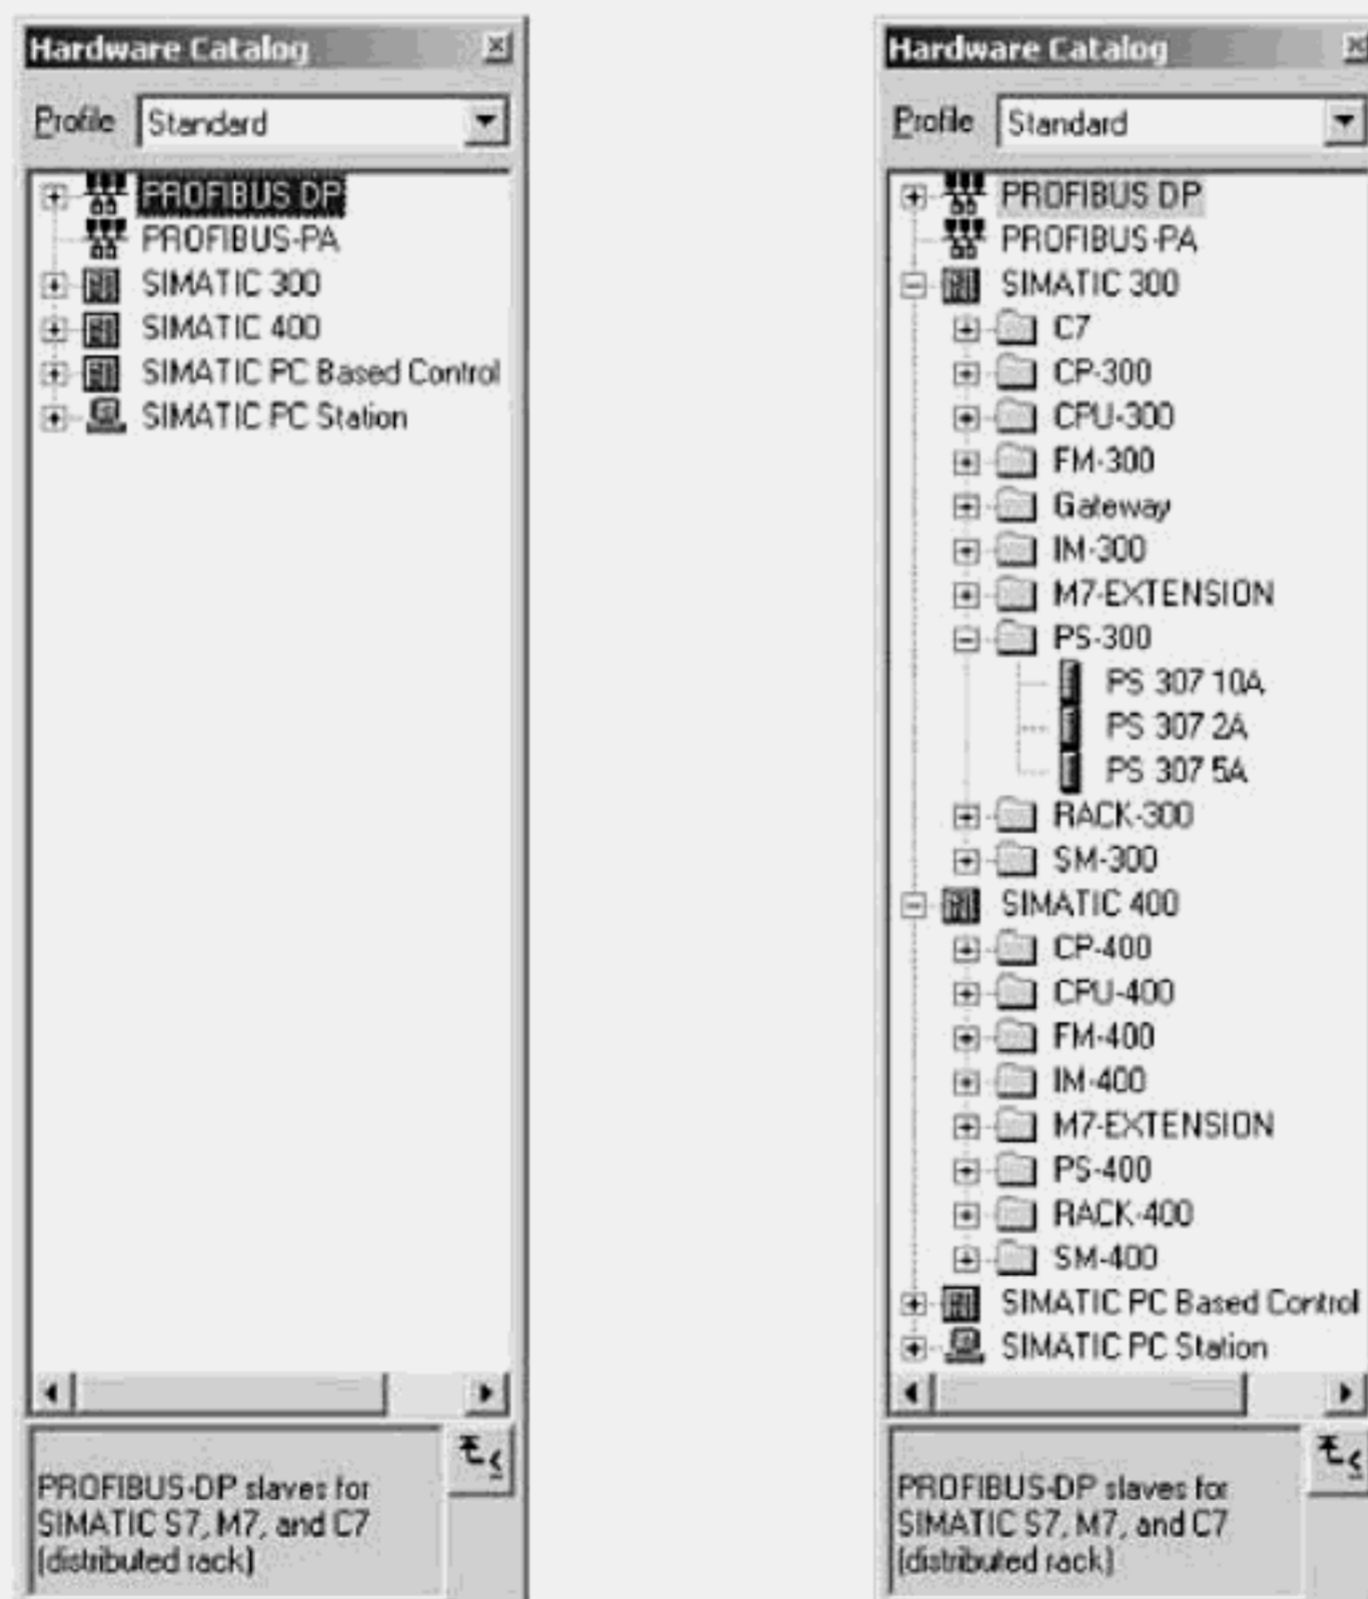 Hardware Catalog
Profile Standard
PROFIBUS DP
PROFIBUS-PA
SIMATIC 300
SIMATIC 400
SIMATIC PC Based Control
SIMATIC PC Station
PROFIBUS-DP slaves for
SIMATIC S7, M7, and C7
(distributed rack)
Hardware Catalog
Profile Standard
PROFIBUS DP
PROFIBUS-PA
SIMATIC 300
C7
CP-300
CPU-300
FM-300
Gateway
IM-300
M7-EXTENSION
PS-300
PS 307 10A
PS 307 2A
PS 307 5A
RACK-300
SM-300
SIMATIC 400
CP-400
CPU-400
FM-400
IM-400
M7-EXTENSION
PS-400
RACK-400
SM-400
SIMATIC PC Based Control
SIMATIC PC Station
PROFIBUS-DP slaves for
SIMATIC S7, M7, and C7
(distributed rack)